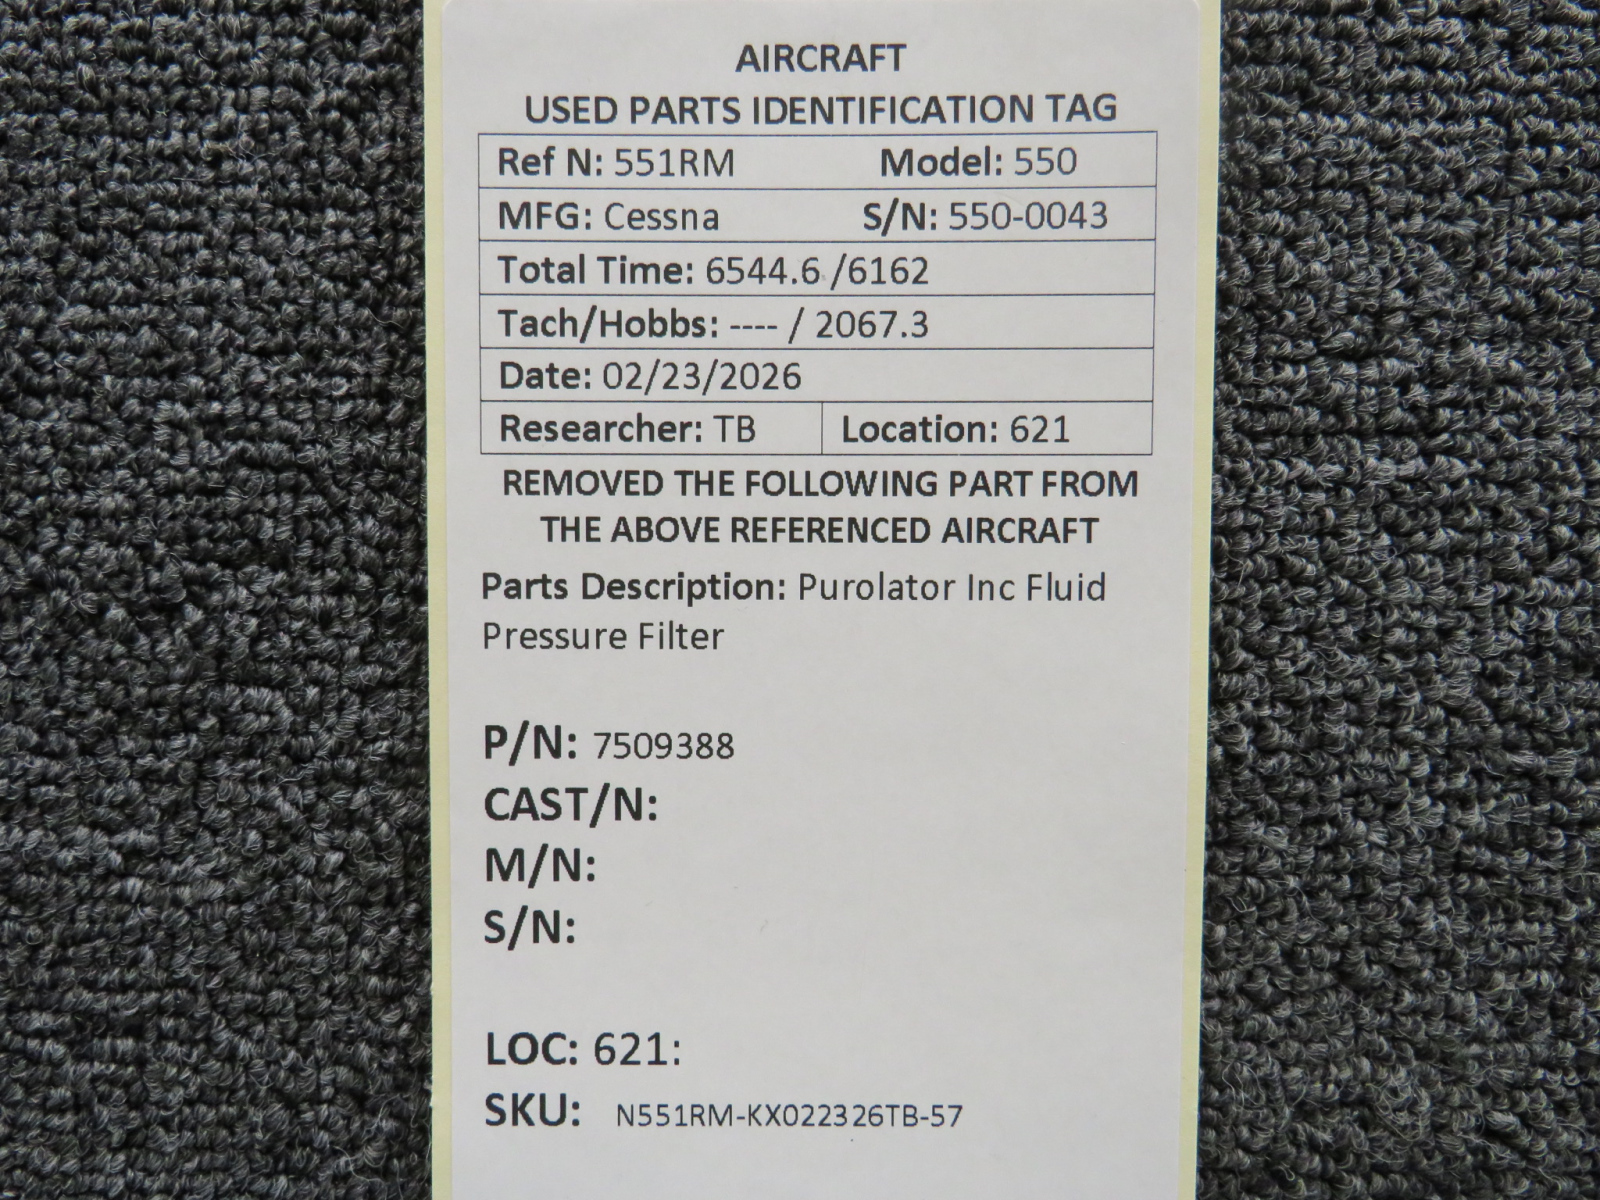 AIRCRAFT
USED PARTS IDENTIFICATION TAG
Ref N: 551RM Model: 550
MFG: Cessna S/N: 550-0043
Total Time: 6544.6 /6162
Tach/Hobbs: ---- / 2067.3
Date: 02/23/2026
Researcher: TB Location: 621
REMOVED THE FOLLOWING PART FROM
THE ABOVE REFERENCED AIRCRAFT
Parts Description: Purolator Inc Fluid
Pressure Filter
P/N: 7509388
CAST/N:
M/N:
S/N:
LOC: 621:
SKU: N551RM-KX022326TB-57